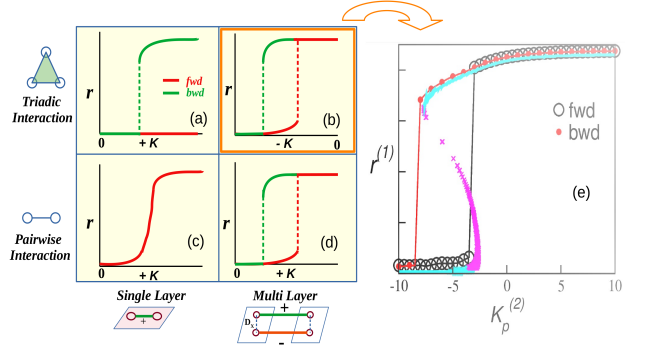 Triadic
Interaction
r
fwd
bwd
(a)
0
+ K
r
(b)
- K
0
Pairwise
Interaction
r
(c)
0
+ K
r
(d)
0
+ K
Single Layer
Multi Layer
+
+
Dx
-
r(1)
fwd
bwd
(e)
-10
-5
0
5
10
Kp(2)